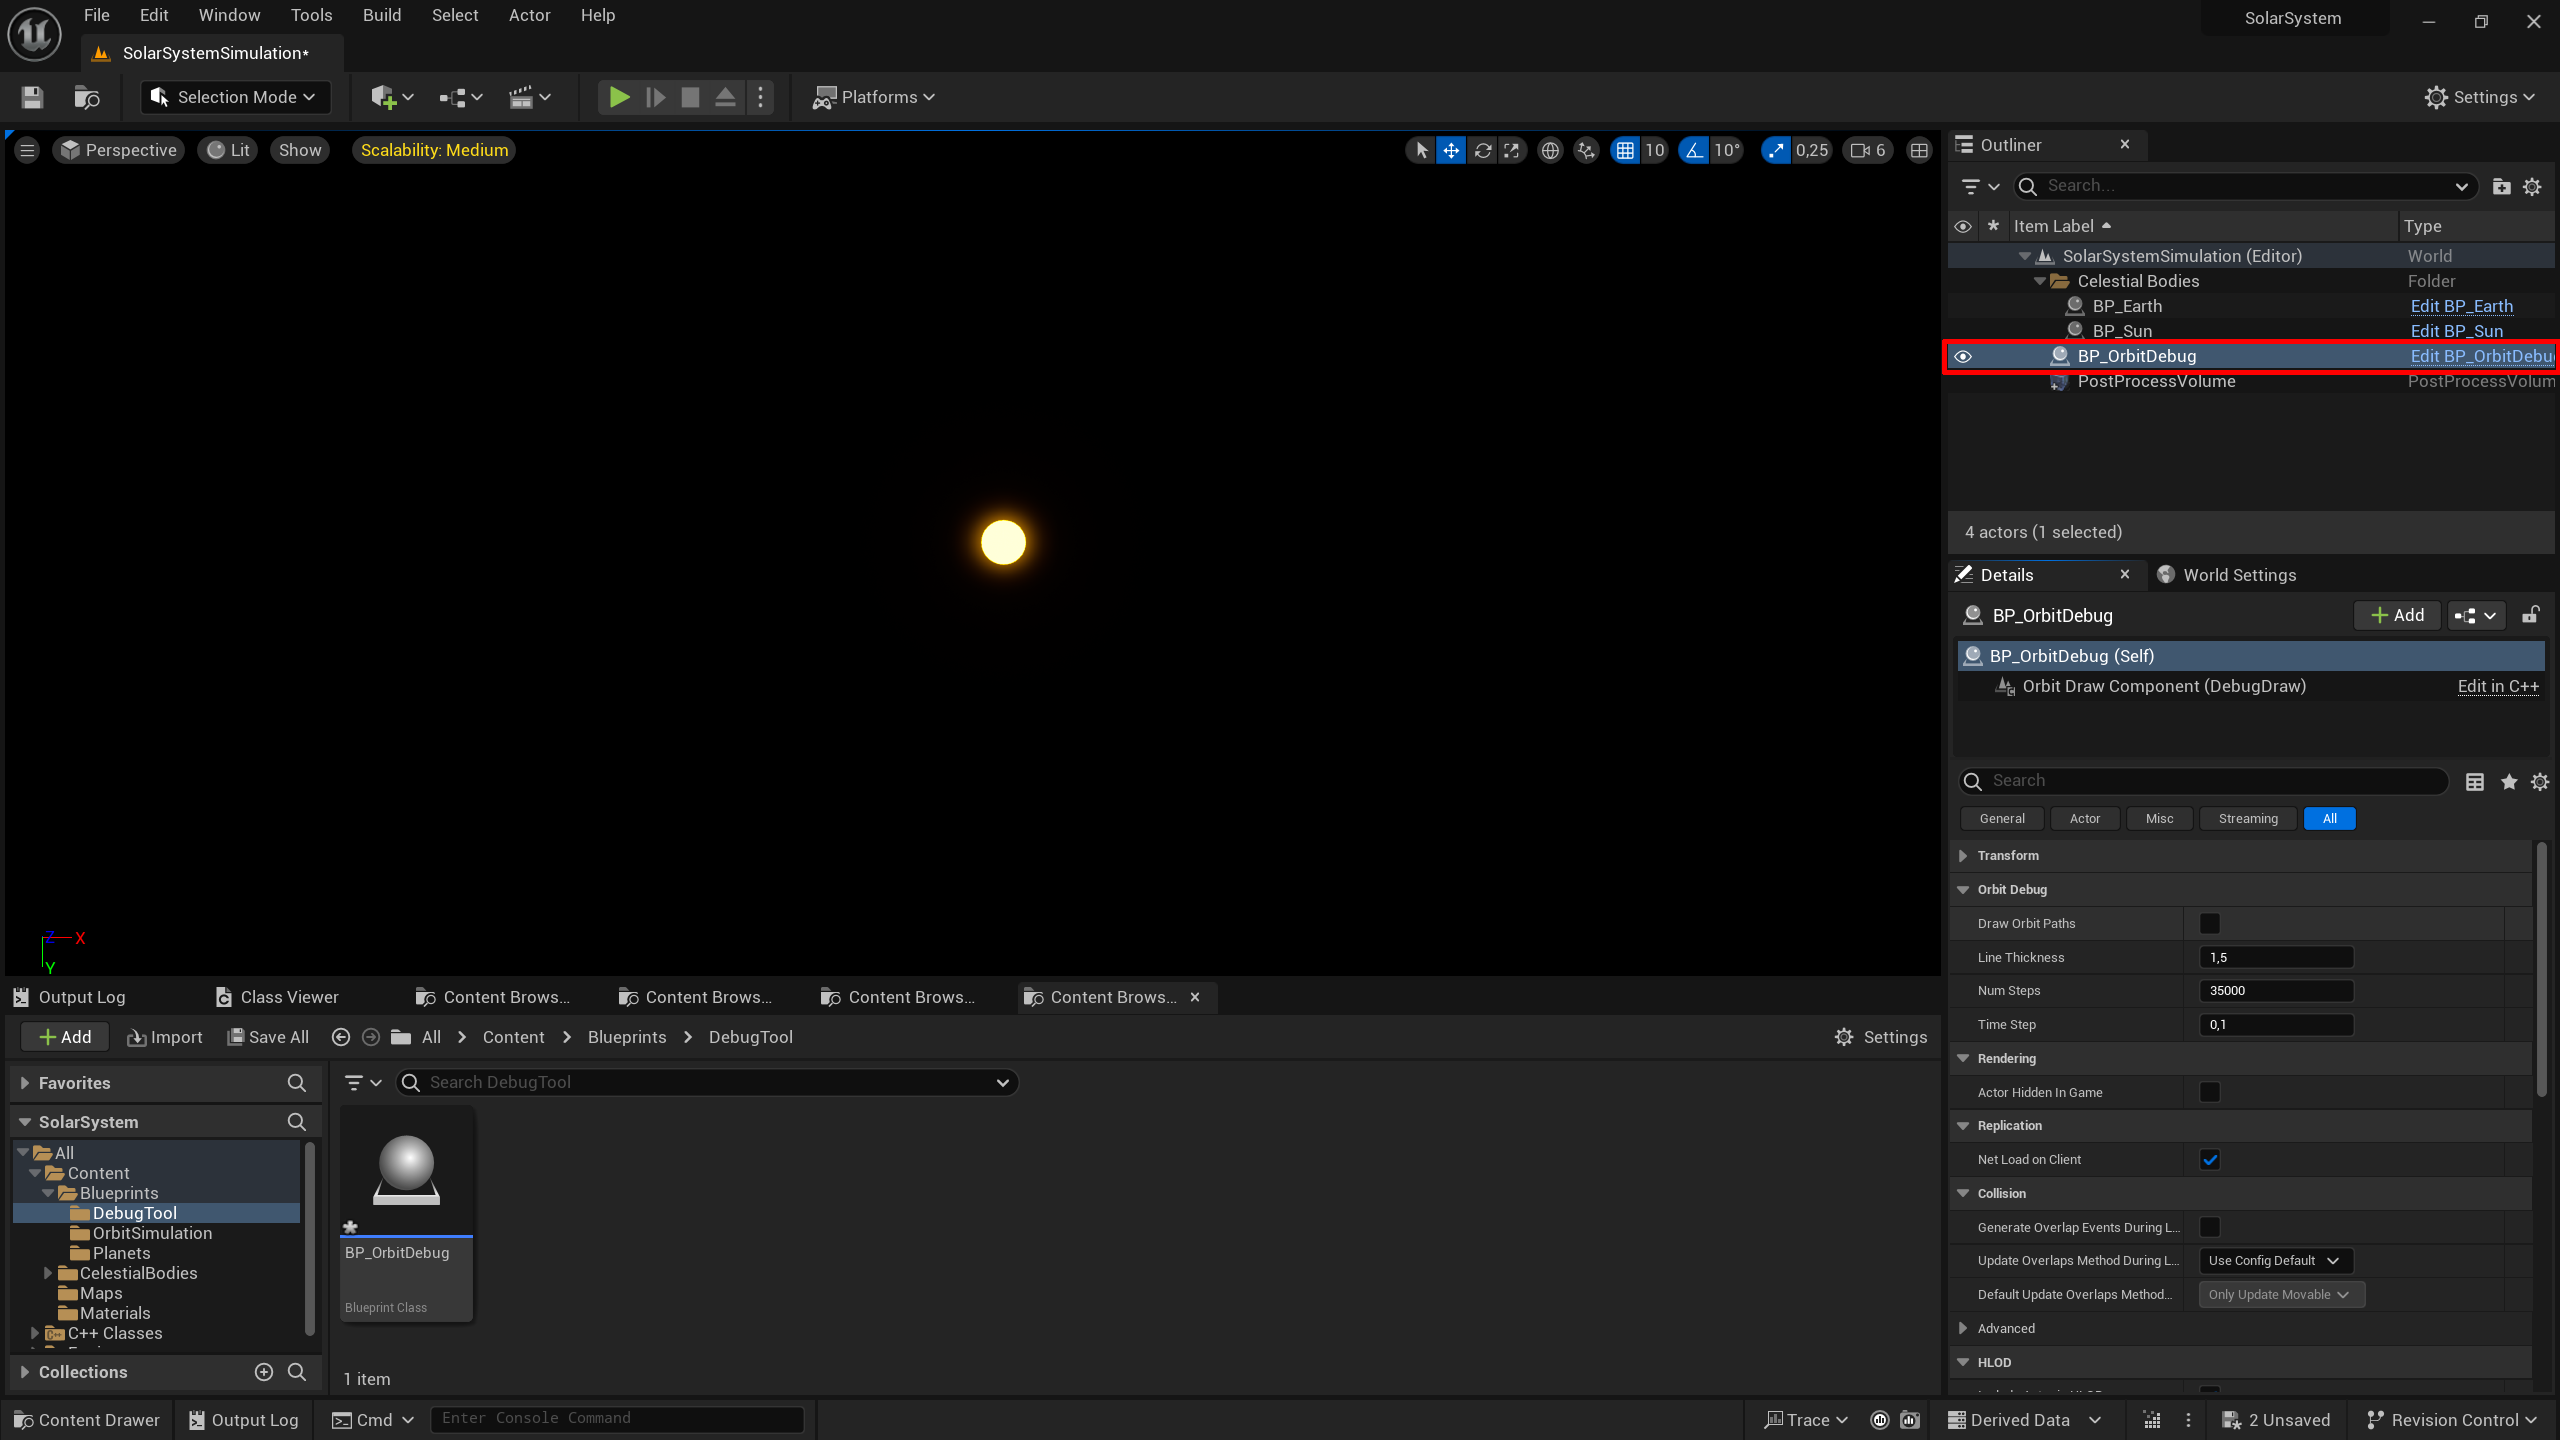 File Edit Window Tools Build Select Actor Help
SolarSystem
SolarSystemSimulation*
Selection Mode
Platforms
Settings
Perspective Lit Show Scalability: Medium
10 10° 0,25 6
Z X
Y
Outliner
Search...
* Item Label Type
SolarSystemSimulation (Editor) World
Celestial Bodies Folder
BP_Earth Edit BP_Earth
BP_Sun Edit BP_Sun
BP_OrbitDebug Edit BP_OrbitDebu
PostProcessVolume PostProcessVolum
4 actors (1 selected)
Details World Settings
BP_OrbitDebug Add
BP_OrbitDebug (Self)
Orbit Draw Component (DebugDraw) Edit in C++
Search
General Actor Misc Streaming All
Transform
Orbit Debug
Draw Orbit Paths
Line Thickness 1,5
Num Steps 35000
Time Step 0,1
Rendering
Actor Hidden In Game
Replication
Net Load on Client
Collision
Generate Overlap Events During L...
Update Overlaps Method During L... Use Config Default
Default Update Overlaps Method... Only Update Movable
Advanced
HLOD
Output Log Class Viewer Content Brows... Content Brows... Content Brows... Content Brows...
Add Import Save All All > Content > Blueprints > DebugTool Settings
Favorites
Search DebugTool
SolarSystem
All
Content
Blueprints
DebugTool
OrbitSimulation
Planets
CelestialBodies
Maps
Materials
C++ Classes
Collections
BP_OrbitDebug
Blueprint Class
1 item
Content Drawer Output Log Cmd Enter Console Command Trace Derived Data 2 Unsaved Revision Control